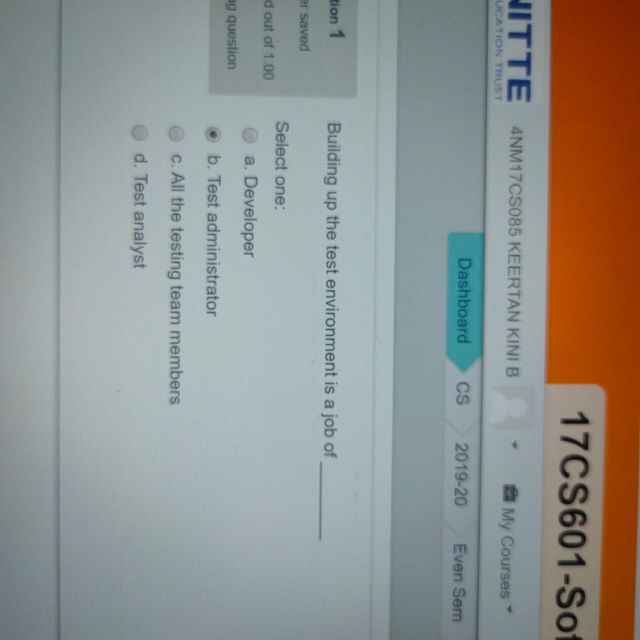 17CS601-Sof
NITTE
UCATION TRUST
4NM17CS085 KEERTAN KINI B
My Courses
Dashboard
CS
2019-20
Even Sem
tion 1
er saved
d out of 1.00
ng question
Building up the test environment is a job of ______
Select one:
a. Developer
b. Test administrator
c. All the testing team members
d. Test analyst